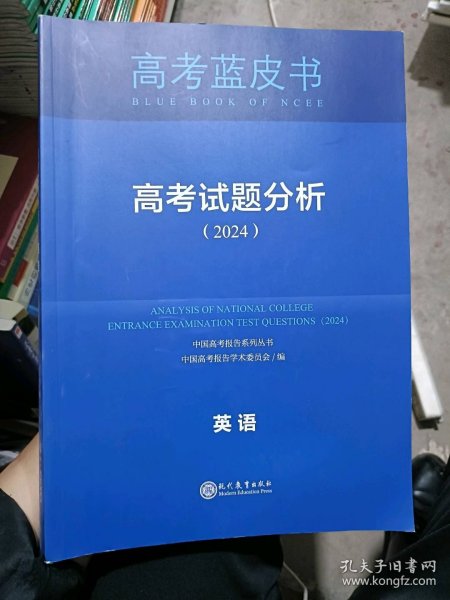 高考蓝皮书
BLUE BOOK OF NCEE
高考试题分析
（2024）
ANALYSIS OF NATIONAL COLLEGE
ENTRANCE EXAMINATION TEST QUESTIONS（2024）
中国高考报告系列丛书
中国高考报告学术委员会/编
英语
现代教育出版社
Modern Education Press
孔夫子旧书网
www.kongfz.com